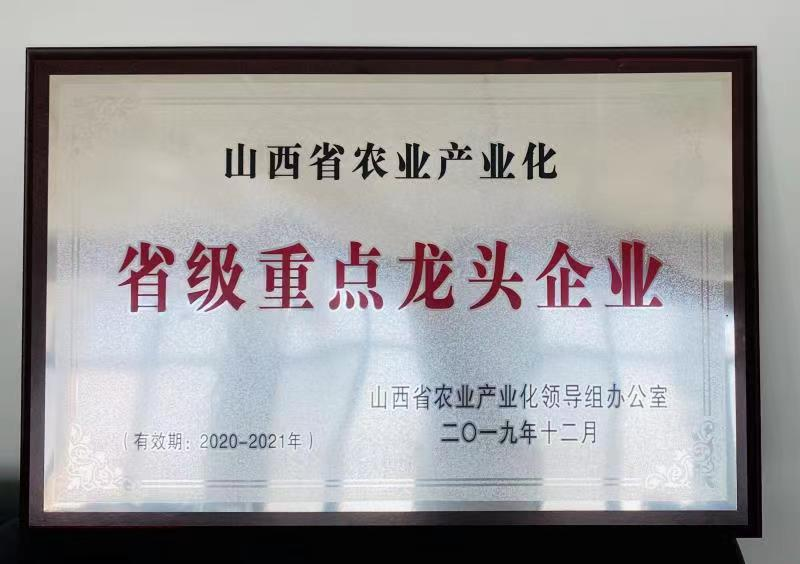 山西省农业产业化
省级重点龙头企业
山西省农业产业化领导组办公室
(有效期：2020-2021年)
二〇一九年十二月